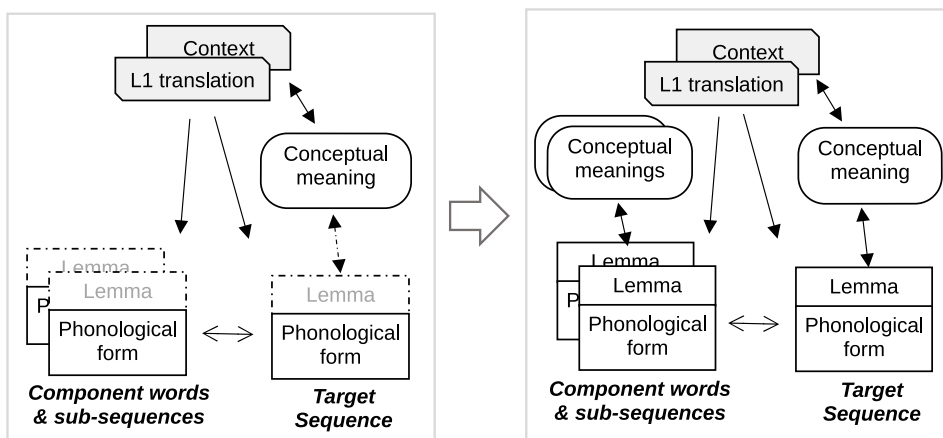 Context
L1 translation
Conceptual
meaning
Lemma
Lemma
Phonological
form
Lemma
Phonological
form
Component words
& sub-sequences
Target
Sequence
Context
L1 translation
Conceptual
meanings
Conceptual
meaning
Lemma
Lemma
Phonological
form
Lemma
Phonological
form
Component words
& sub-sequences
Target
Sequence